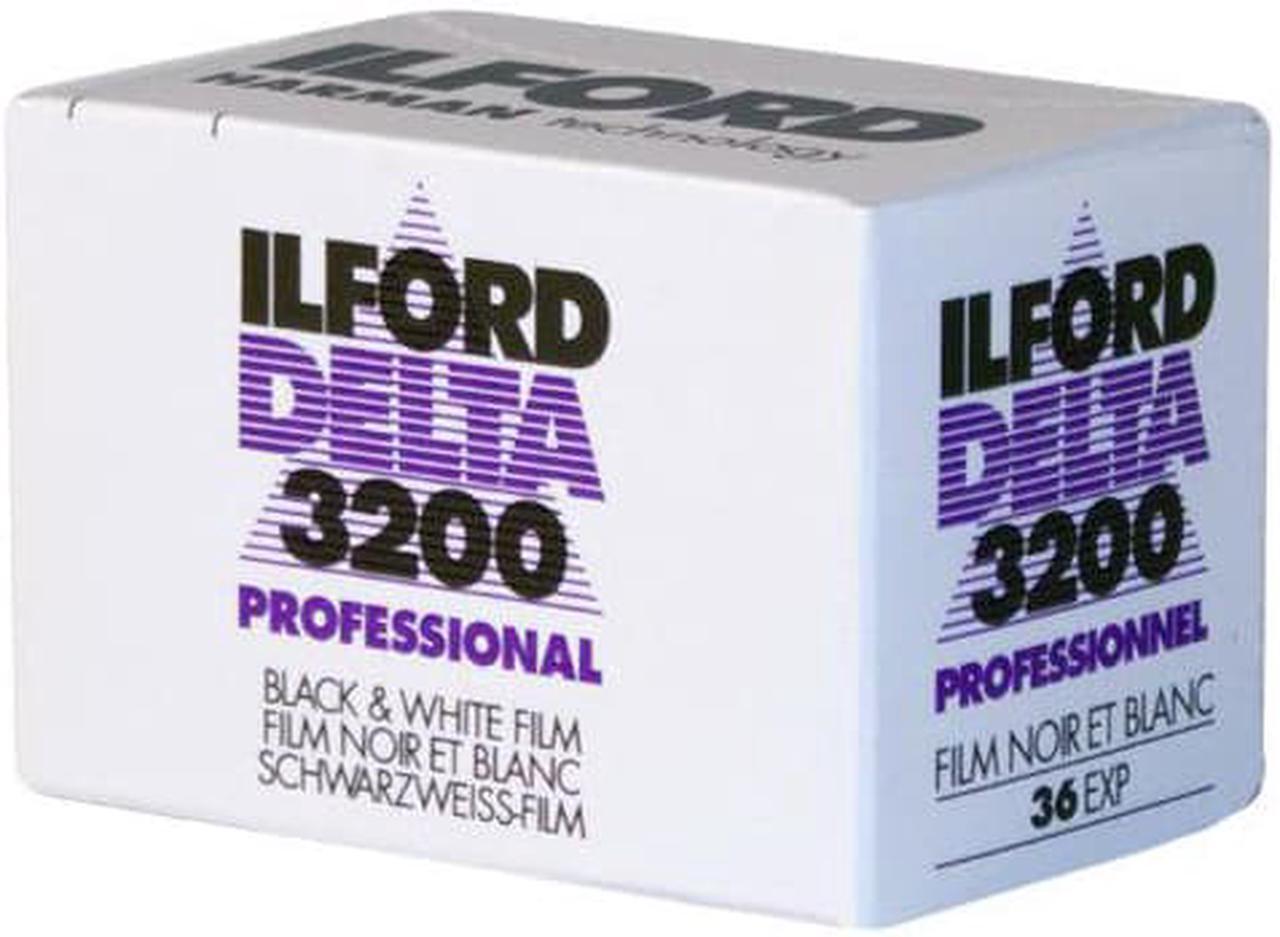 ILFORD
HARMAN technology
ILFORD
DELTA
3200
PROFESSIONAL
BLACK & WHITE FILM
FILM NOIR ET BLANC
SCHWARZWEISS-FILM
ILFORD
DELTA
3200
PROFESSIONNEL
FILM NOIR ET BLANC
36 EXP